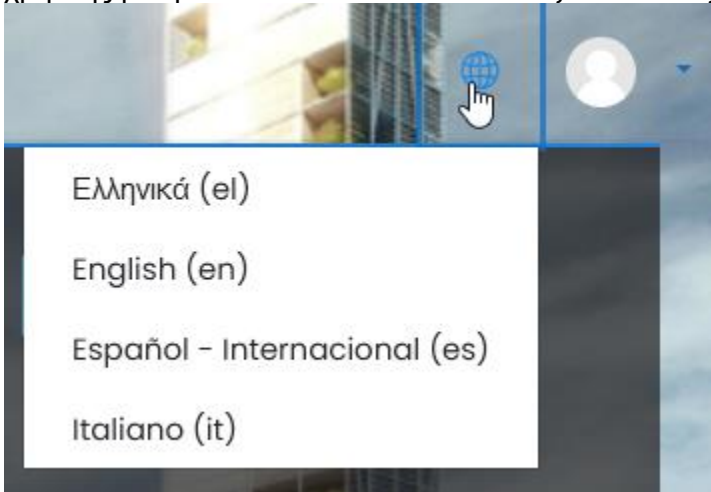 Ελληνικά (el)
English (en)
Español - Internacional (es)
Italiano (it)